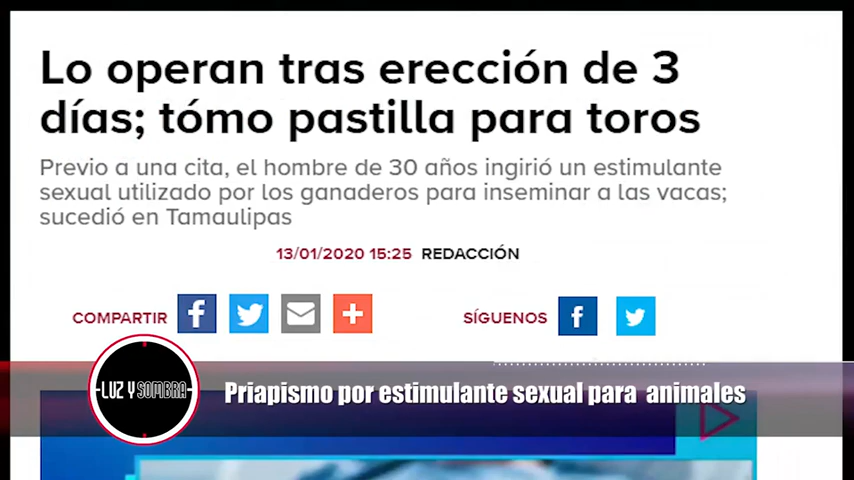 Lo operan tras erección de 3
días; tómo pastilla para toros
Previo a una cita, el hombre de 30 años ingirió un estimulante
sexual utilizado por los ganaderos para inseminar a las vacas;
sucedió en Tamaulipas
13/01/2020 15:25 REDACCIÓN
COMPARTIR
SÍGUENOS
LUZ Y SOMBRA
Priapismo por estimulante sexual para animales